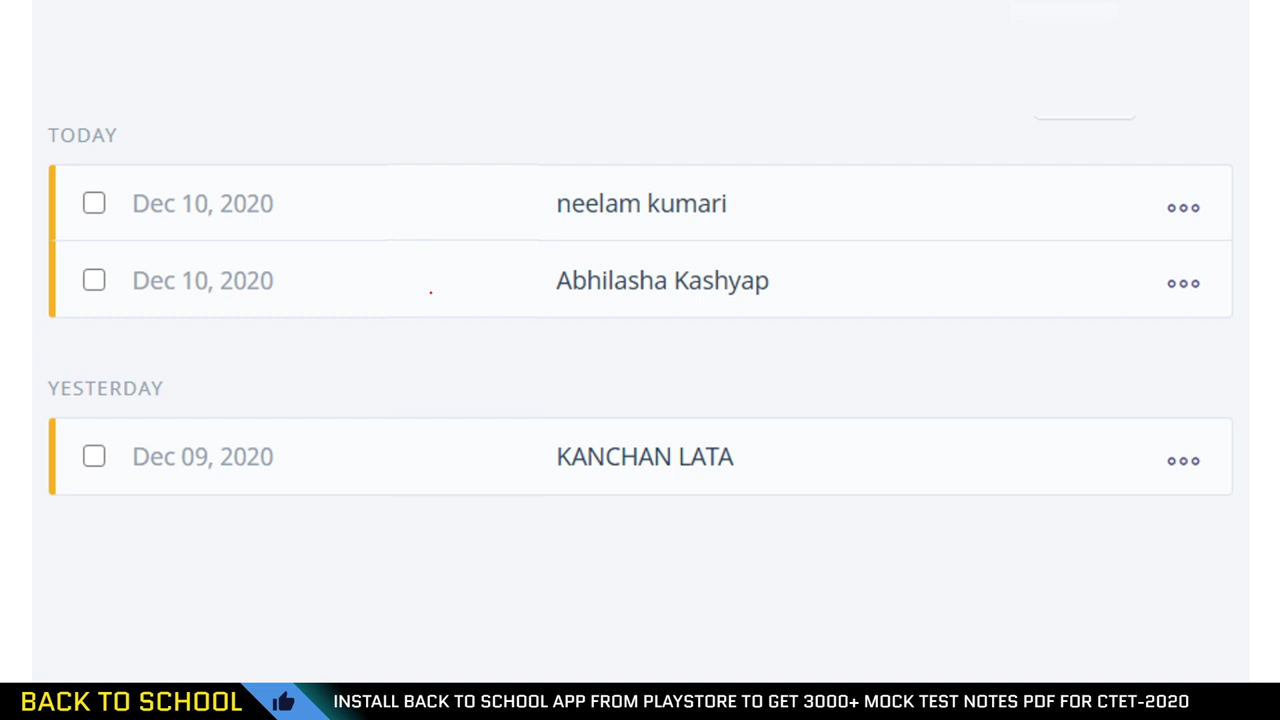 TODAY
Dec 10, 2020 neelam kumari
Dec 10, 2020 Abhilasha Kashyap
YESTERDAY
Dec 09, 2020 KANCHAN LATA
BACK TO SCHOOL INSTALL BACK TO SCHOOL APP FROM PLAYSTORE TO GET 3000+ MOCK TEST NOTES PDF FOR CTET-2020